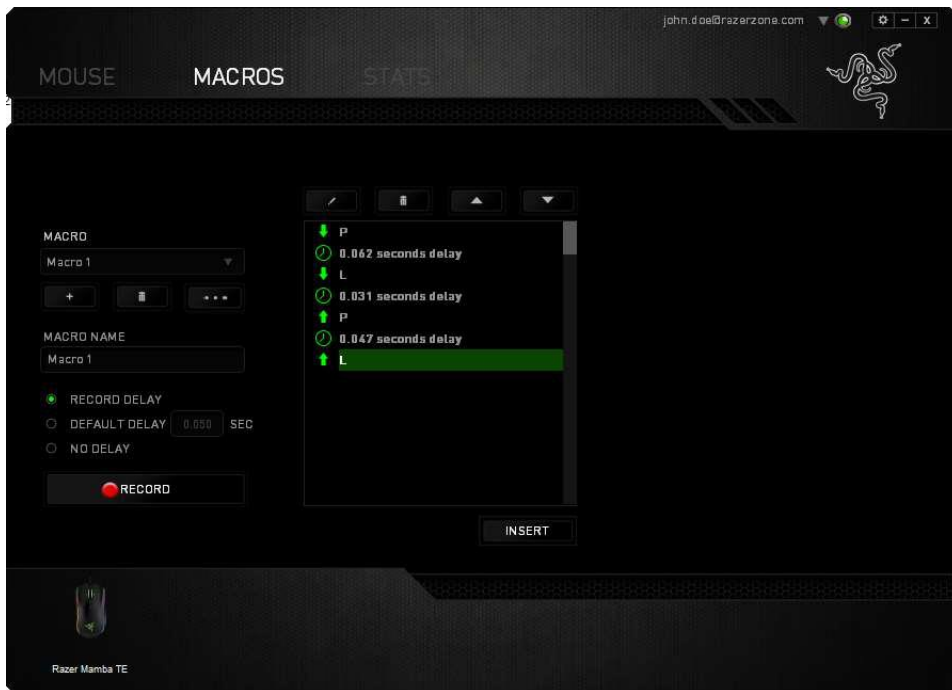 john.doe@razerzone.com
MOUSE
MACROS
STATS
MACRO
Macro 1
MACRO NAME
Macro 1
RECORD DELAY
DEFAULT DELAY 0.050 SEC
NO DELAY
RECORD
P
0.062 seconds delay
L
0.031 seconds delay
P
0.047 seconds delay
L
INSERT
Razer Mamba TE